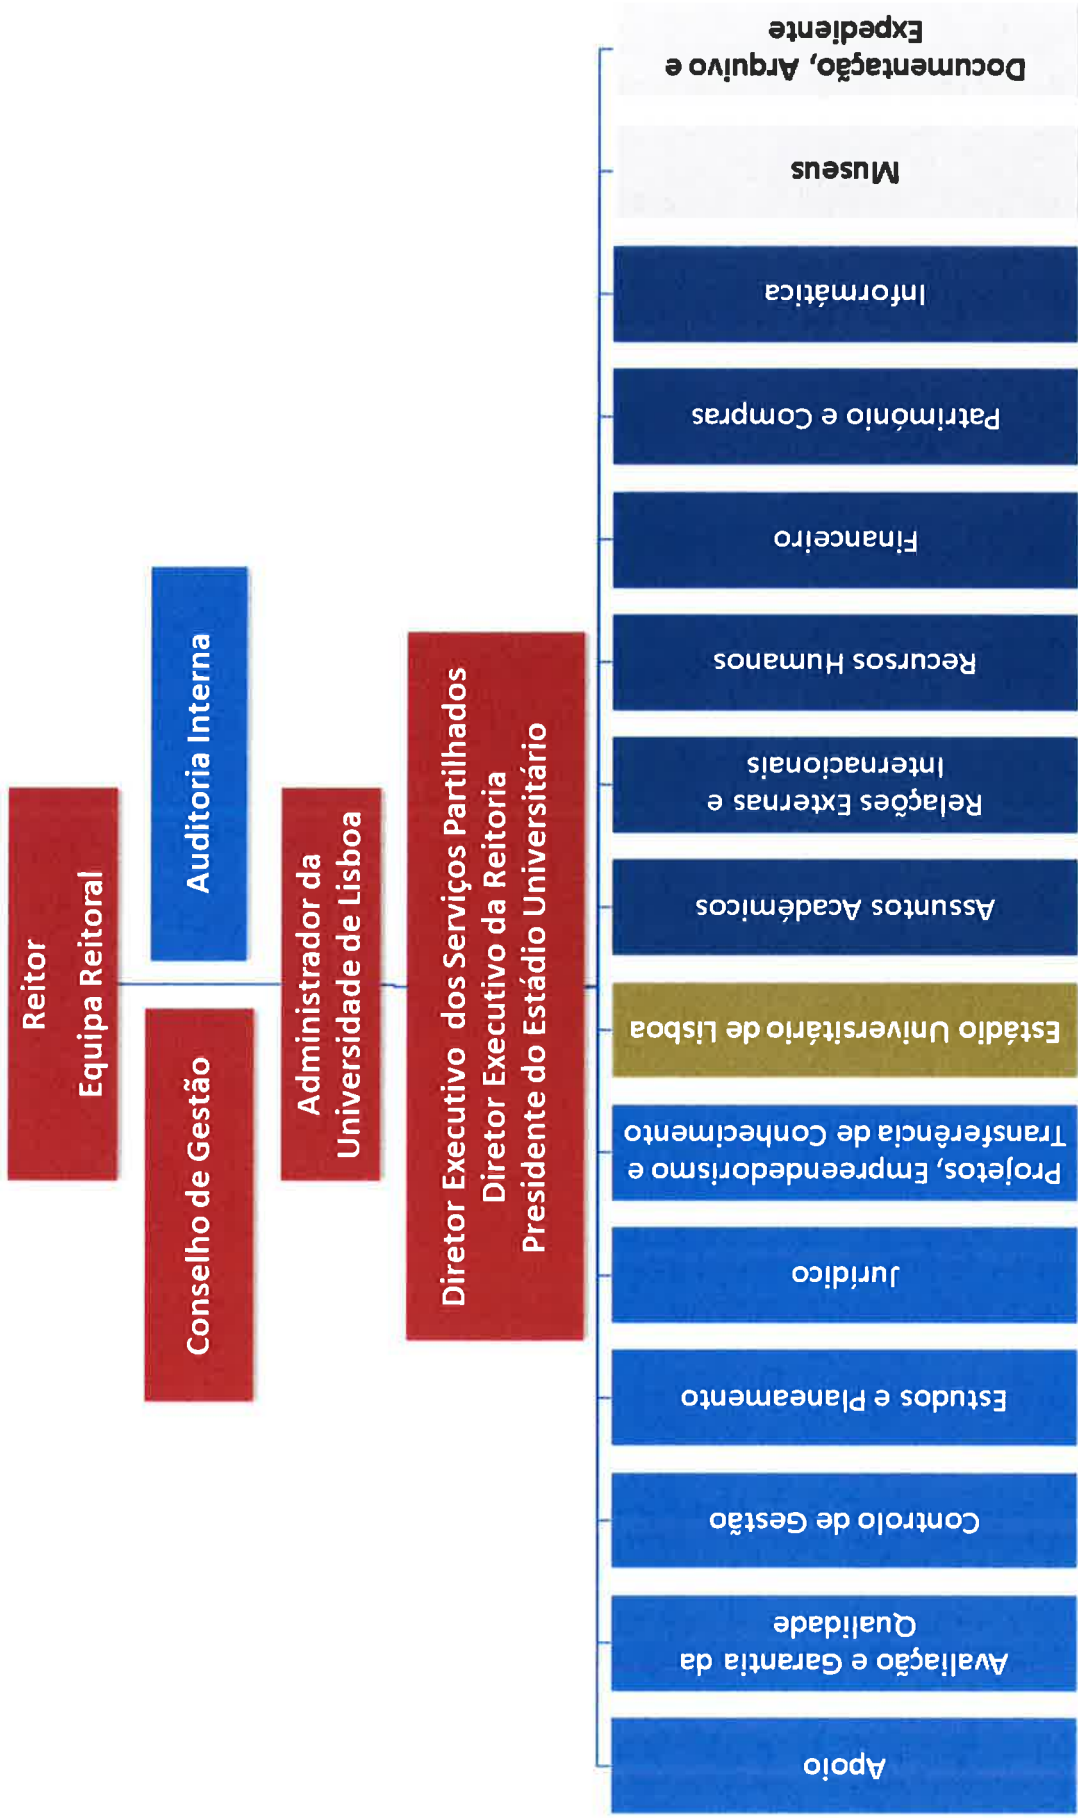 Reitor
Equipa Reitoral
Conselho de Gestão
Auditoria Interna
Administrador da
Universidade de Lisboa
Diretor Executivo dos Serviços Partilhados
Diretor Executivo da Reitoria
Presidente do Estádio Universitário
Apoio
Avaliação e Garantia da
Qualidade
Controlo de Gestão
Estudos e Planeamento
Jurídico
Projetos, Empreendedorismo e
Transferência de Conhecimento
Estádio Universitário de Lisboa
Assuntos Académicos
Relações Externas e
Internacionais
Recursos Humanos
Financeiro
Património e Compras
Informática
Museus
Documentação, Arquivo e
Expediente